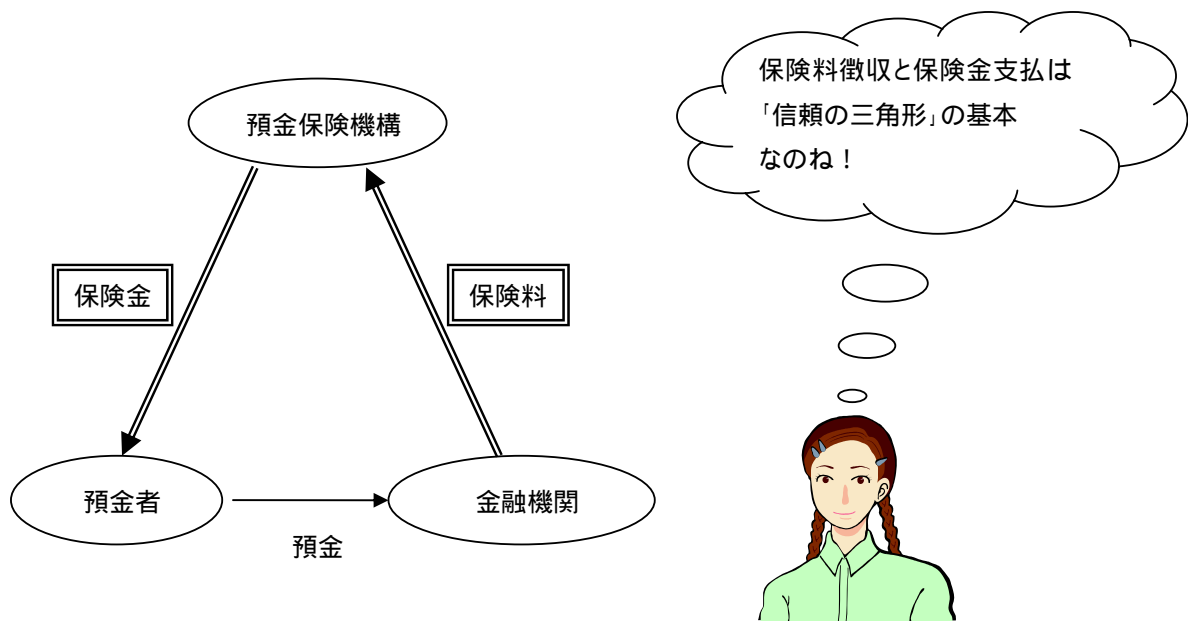 預金保険機構
保険料徴収と保険金支払は
「信頼の三角形」の基本
なのね！
保険金
保険料
預金者
金融機関
預金